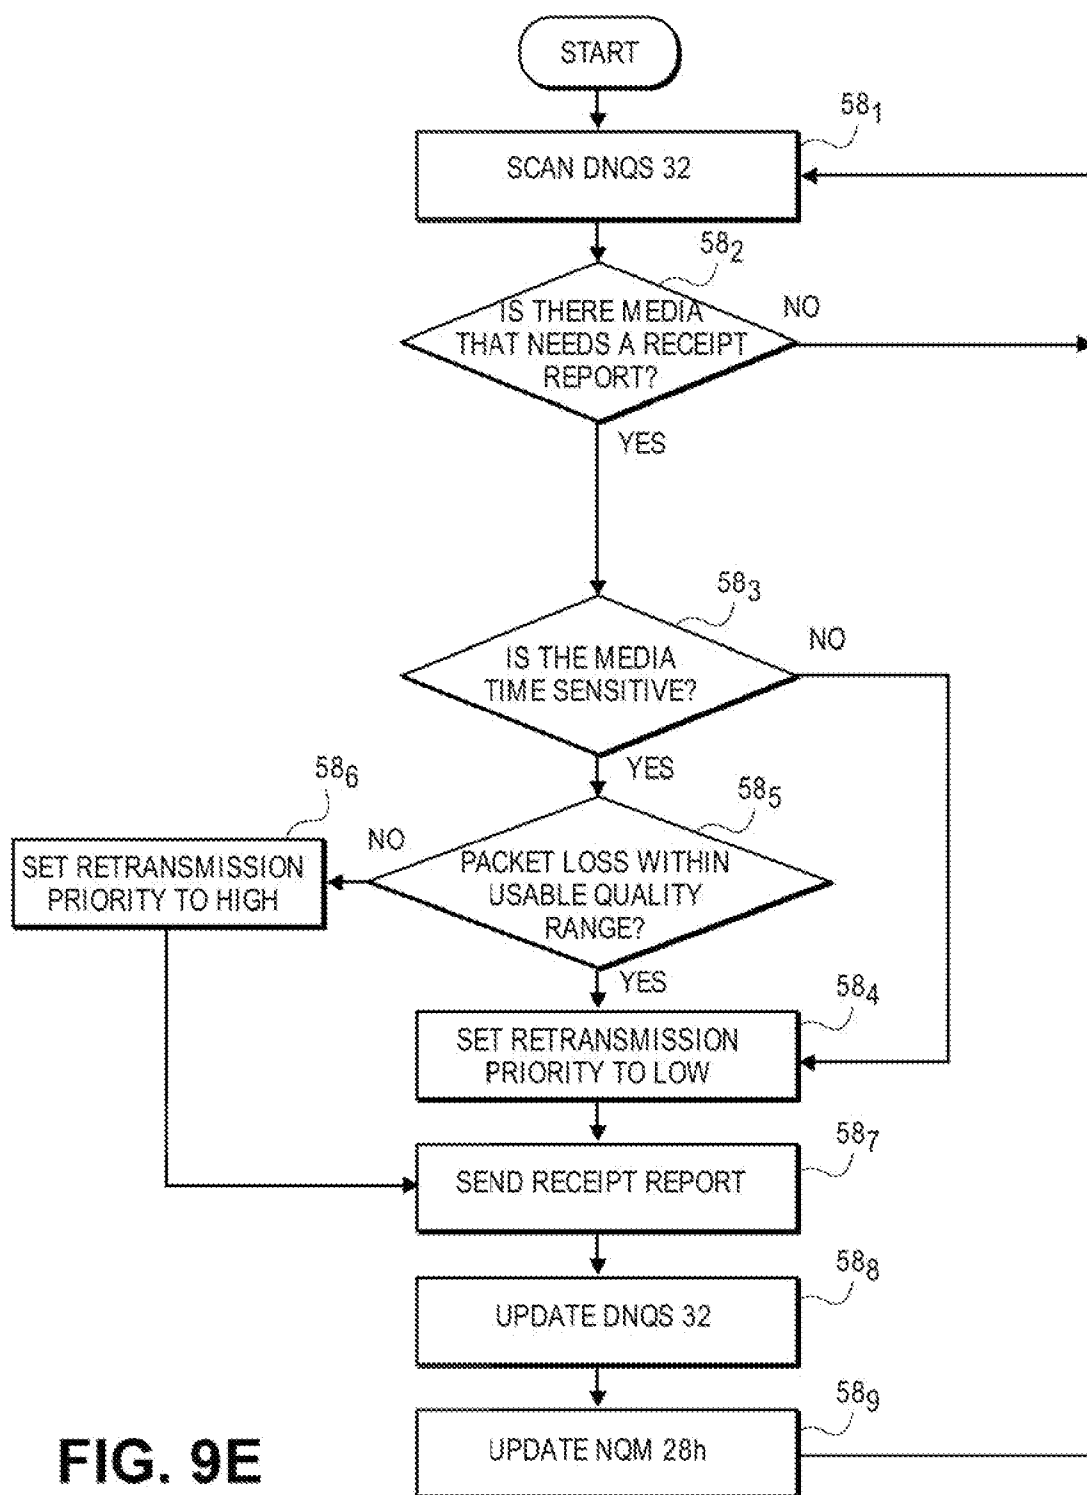 START
58₁
SCAN DNQS 32
58₂
IS THERE MEDIA
THAT NEEDS A RECEIPT
REPORT?
NO
YES
58₃
IS THE MEDIA
TIME SENSITIVE?
NO
YES
58₆
58₅
SET RETRANSMISSION
PRIORITY TO HIGH
NO
PACKET LOSS WITHIN
USABLE QUALITY
RANGE?
YES
58₄
SET RETRANSMISSION
PRIORITY TO LOW
58₇
SEND RECEIPT REPORT
58₈
UPDATE DNQS 32
58₉
UPDATE NQM 28h
FIG. 9E